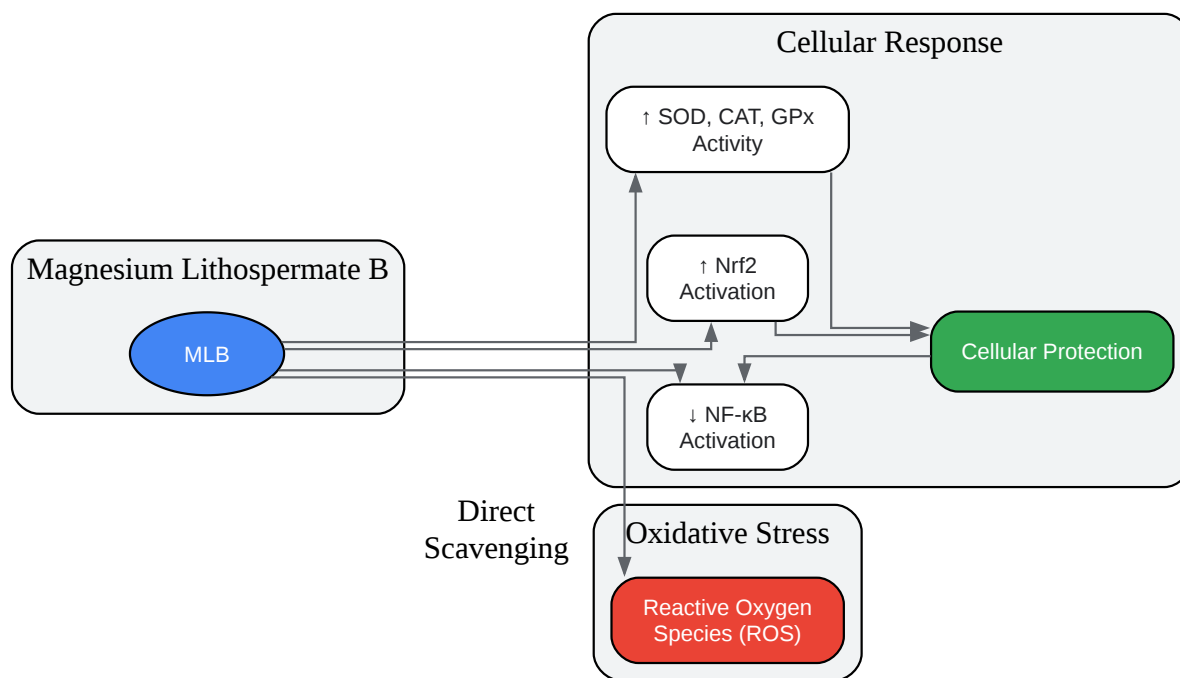 Cellular Response
↑ SOD, CAT, GPx
Activity
Magnesium Lithospermate B
MLB
↑ Nrf2
Activation
Cellular Protection
↓ NF-κB
Activation
Direct
Scavenging
Oxidative Stress
Reactive Oxygen
Species (ROS)